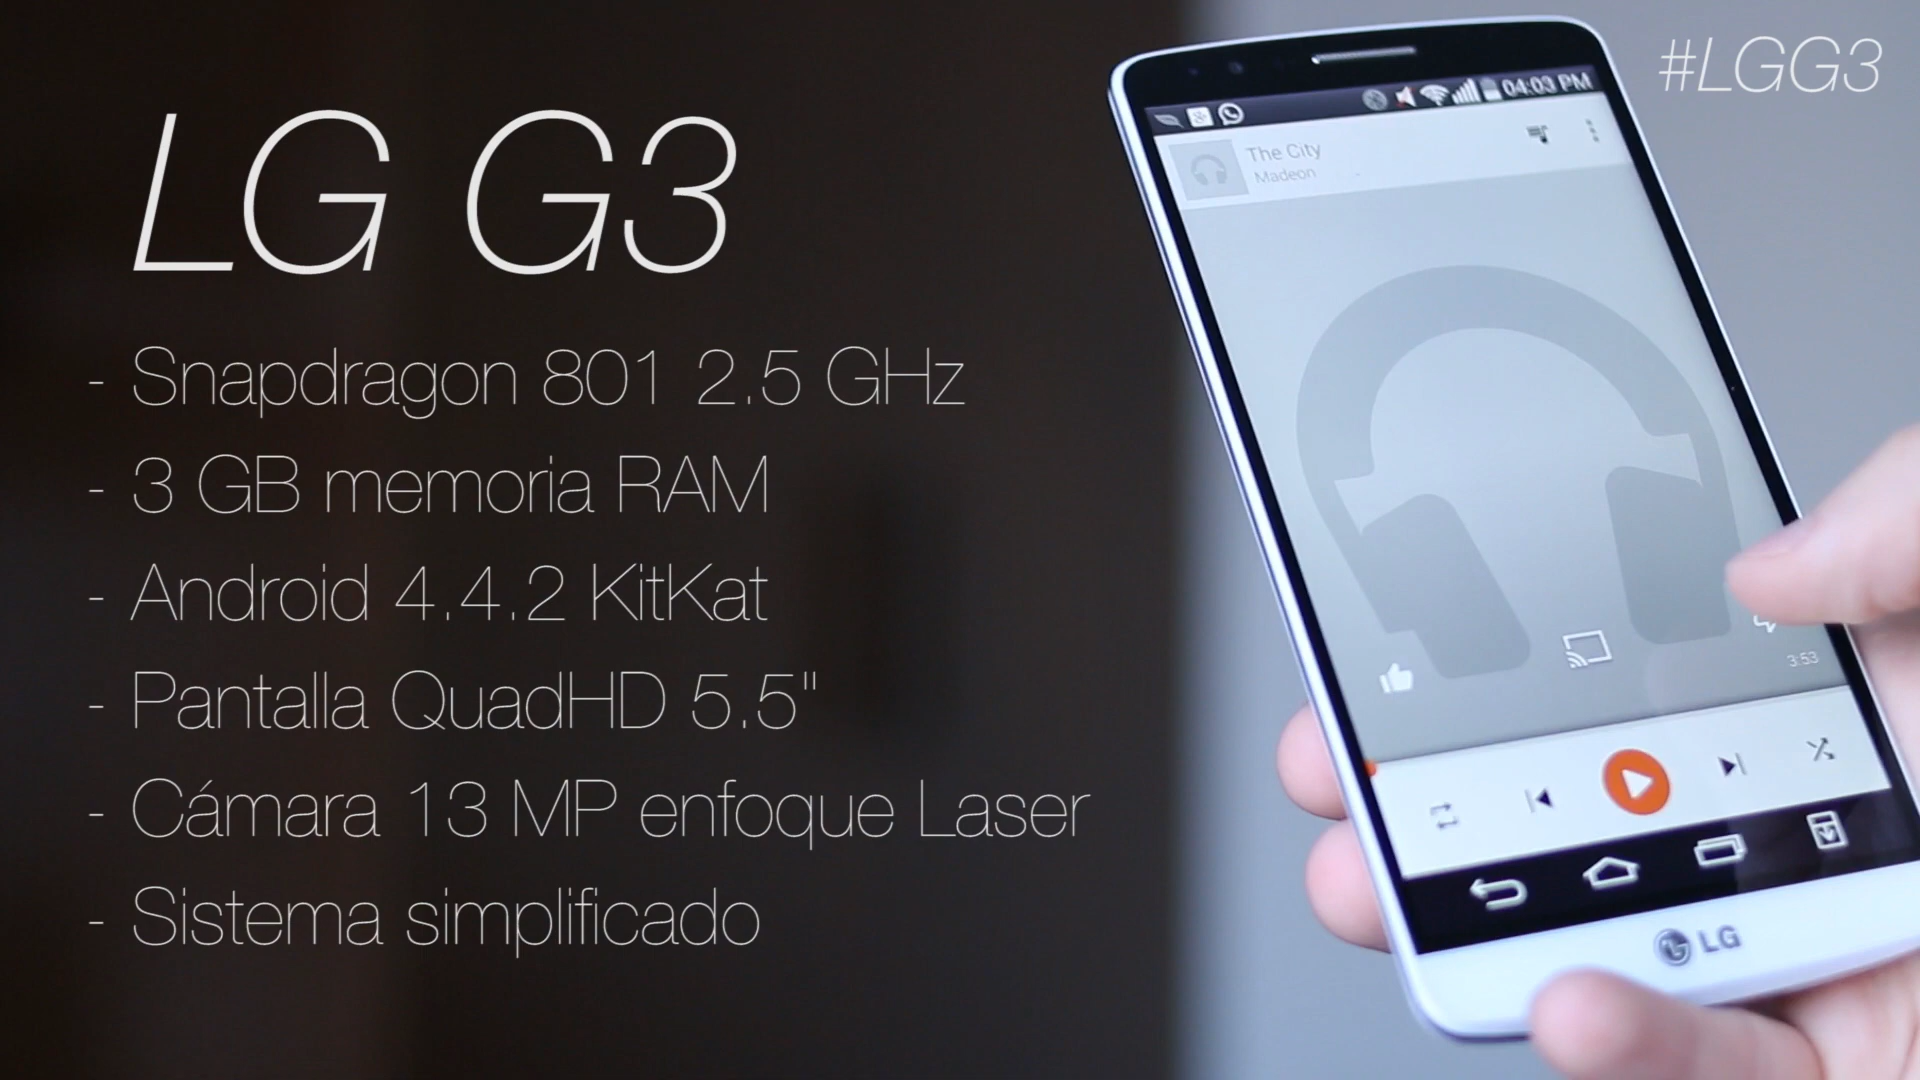 #LGG3
LG G3
- Snapdragon 801 2.5 GHz
- 3 GB memoria RAM
- Android 4.4.2 KitKat
- Pantalla QuadHD 5.5"
- Cámara 13 MP enfoque Laser
- Sistema simplificado
04:03 PM
The City
Madeon
3:53
LG